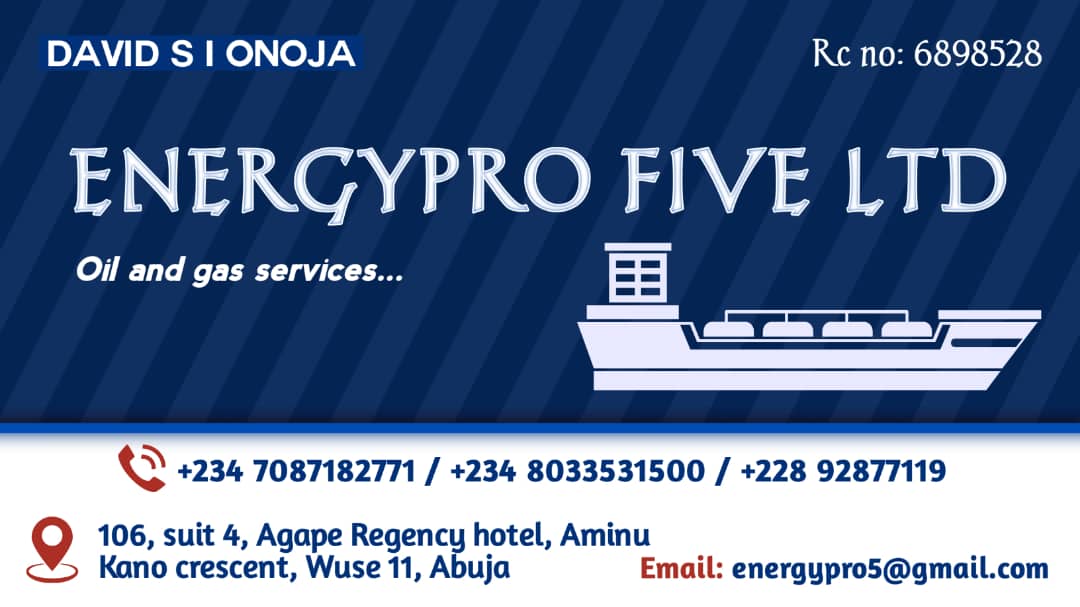 DAVID S I ONOJA
Rc no: 6898528
ENERGYPRO FIVE LTD
Oil and gas services...
+234 7087182771 / +234 8033531500 / +228 92877119
106, suit 4, Agape Regency hotel, Aminu
Kano crescent, Wuse 11, Abuja
Email: energypro5@gmail.com